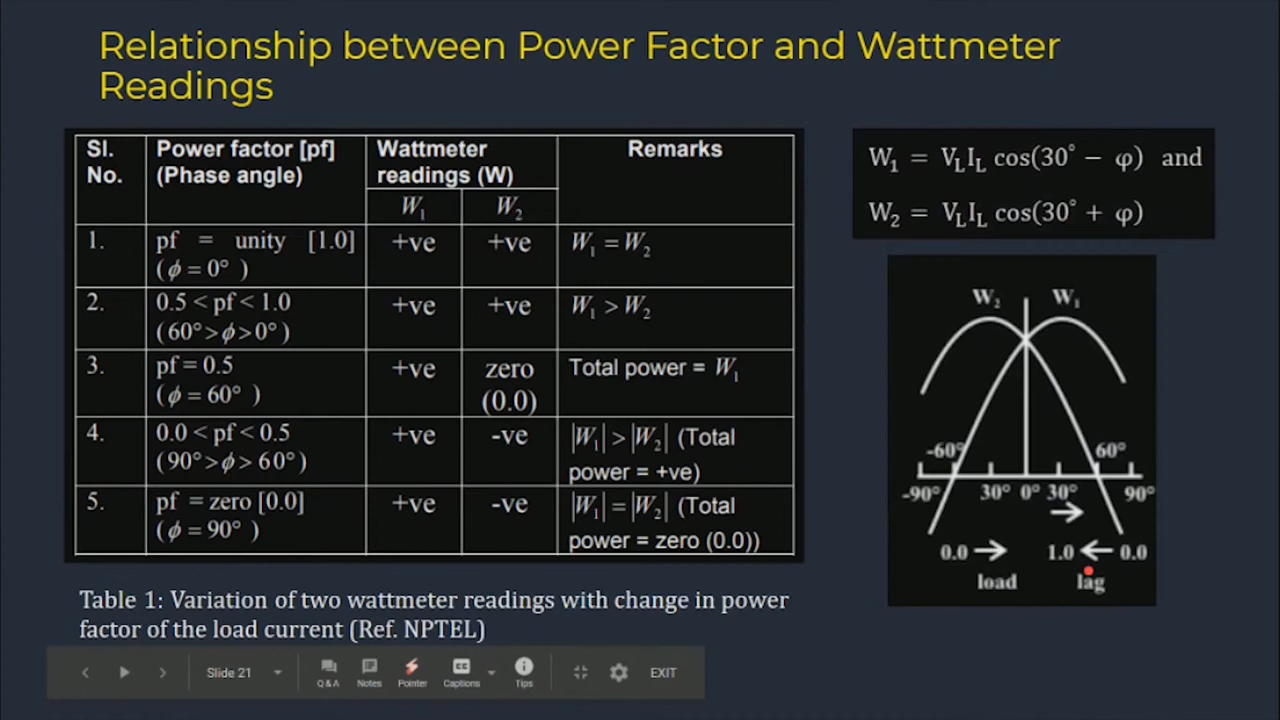 Relationship between Power Factor and Wattmeter
Readings
Sl. No.
Power factor [pf] (Phase angle)
Wattmeter readings (W)
Remarks
W₁ W₂
1. pf = unity [1.0] (ϕ = 0°) +ve +ve W₁ = W₂
2. 0.5 < pf < 1.0 (60° > ϕ > 0°) +ve +ve W₁ > W₂
3. pf = 0.5 (ϕ = 60°) +ve zero (0.0) Total power = W₁
4. 0.0 < pf < 0.5 (90° > ϕ > 60°) +ve -ve |W₁| > |W₂| (Total power = +ve)
5. pf = zero [0.0] (ϕ = 90°) +ve -ve |W₁| = |W₂| (Total power = zero (0.0))
Table 1: Variation of two wattmeter readings with change in power
factor of the load current (Ref. NPTEL)
W₁ = V_L I_L cos(30° − φ) and
W₂ = V_L I_L cos(30° + φ)
W₂ W₁
-60° 60°
-90° 30° 0° 30° 90°
0.0 → 1.0 ← 0.0
load lag
Slide 21 Q&A Notes Pointer Captions Tips EXIT